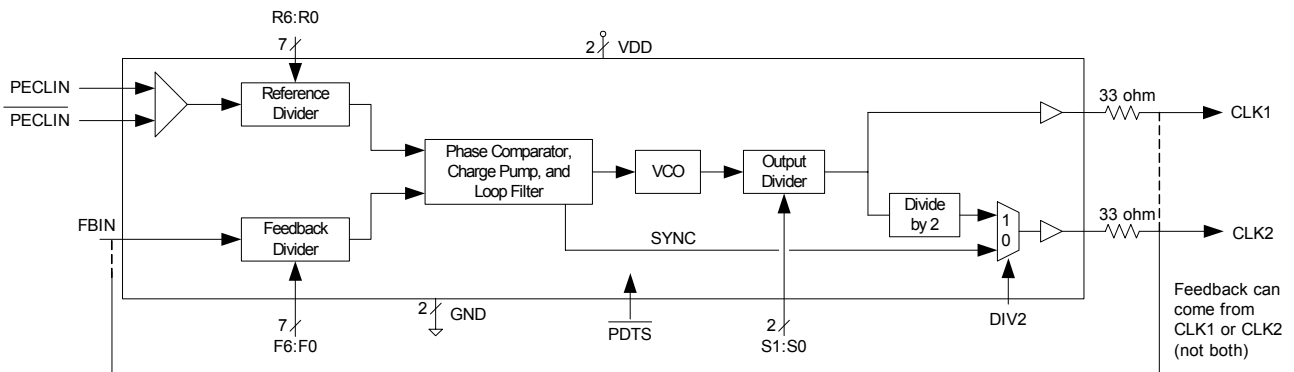 R6:R0
7
2 VDD
PECLIN
PECLIN
Reference
Divider
33 ohm
CLK1
Phase Comparator,
Charge Pump, and
Loop Filter
VCO
Output
Divider
Divide
by 2
1
0
33 ohm
CLK2
FBIN
Feedback
Divider
SYNC
2 GND
PDTS
2
S1:S0
DIV2
7
F6:F0
Feedback can
come from
CLK1 or CLK2
(not both)